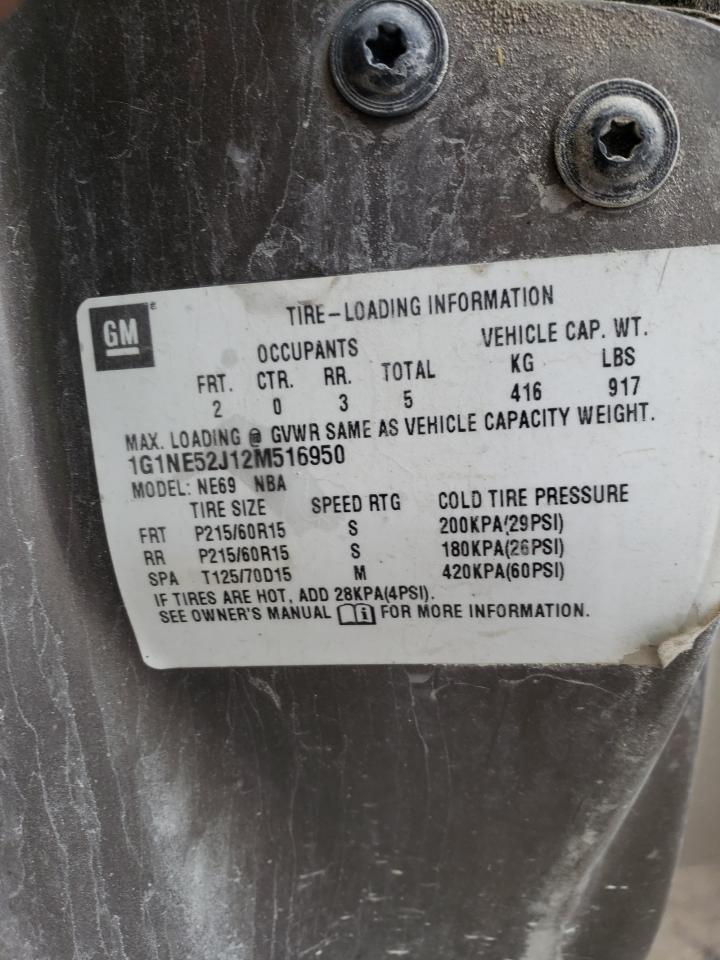 GM ®
TIRE-LOADING INFORMATION
OCCUPANTS VEHICLE CAP. WT.
FRT. CTR. RR. TOTAL KG LBS
2 0 3 5 416 917
MAX. LOADING @ GVWR SAME AS VEHICLE CAPACITY WEIGHT.
1G1NE52J12M516950
MODEL: NE69 NBA
TIRE SIZE SPEED RTG COLD TIRE PRESSURE
FRT P215/60R15 S 200KPA(29PSI)
RR P215/60R15 S 180KPA(26PSI)
SPA T125/70D15 M 420KPA(60PSI)
IF TIRES ARE HOT, ADD 28KPA(4PSI).
SEE OWNER'S MANUAL i FOR MORE INFORMATION.